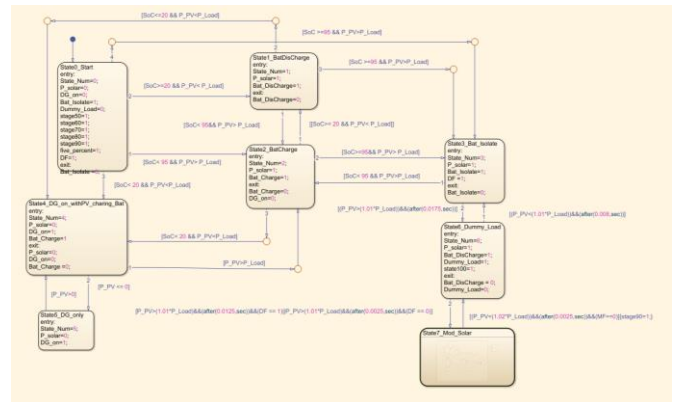 [SoC<=20 && P_PV<P_Load]
[SoC >=95 && P_PV>P_Load]
State0_Start
entry:
State_Num=0;
P_solar=0;
DG_on=0;
Bat_Isolate=1;
Dummy_Load=0;
stage50=1;
stage60=1;
stage70=1;
stage80=1;
stage90=1;
five_percent=1;
DF=1;
exit:
Bat_Isolate=0;
State1_BatDisCharge
entry:
State_Num=1;
P_solar=1;
Bat_DisCharge=1;
exit:
Bat_DisCharge=0;
[SoC >=95 && P_PV>P_Load]
[SoC>=20 && P_PV< P_Load]
[SoC< 95&& P_PV> P_Load]
[[SoC>= 20 && P_PV< P_Load]]
State2_BatCharge
entry:
State_Num=2;
P_solar=1;
Bat_Charge=1;
exit:
Bat_Charge=0;
DG_on=0;
State3_Bat_Isolate
entry:
State_Num=3;
P_solar=1;
Bat_Isolate=1;
DF =1;
exit:
Bat_Isolate=0;
[SoC< 95 && P_PV> P_Load]
[SoC>=95&& P_PV>P_Load]
[SoC< 95 && P_PV>P_Load]
[SoC< 20 && P_PV<P_Load]
State4_DG_on_withPV_charing_Bat
entry:
State_Num=4;
P_solar=0;
DG_on=1;
Bat_Charge=1
exit:
P_solar=0;
DG_on=0;
Bat_Charge =0;
[SoC< 20 && P_PV<P_Load]
[P_PV>P_Load]
[(P_PV>(1.01*P_Load))&&(after(0.0175,sec))]
[(P_PV<(1.01*P_Load))&&(after(0.008,sec))]
State6_Dummy_Load
entry:
State_Num=6;
P_solar=1;
Bat_DisCharge=1;
Dummy_Load=1;
state100=1;
exit:
Bat_DisCharge = 0;
Dummy_Load=0;
[P_PV>0]
[P_PV <= 0]
State5_DG_only
entry:
State_Num=5;
P_solar=0;
DG_on=1;
[P_PV>(1.01*P_Load)&&(after(0.0125,sec))&&(DF == 1)||P_PV>(1.01*P_Load)&&(after(0.0025,sec))&&(DF == 0)]
[(P_PV<(1.02*P_Load))&&(after(0.0025,sec))&&(MF==0)]{stage90=1;}
State7_Mod_Solar